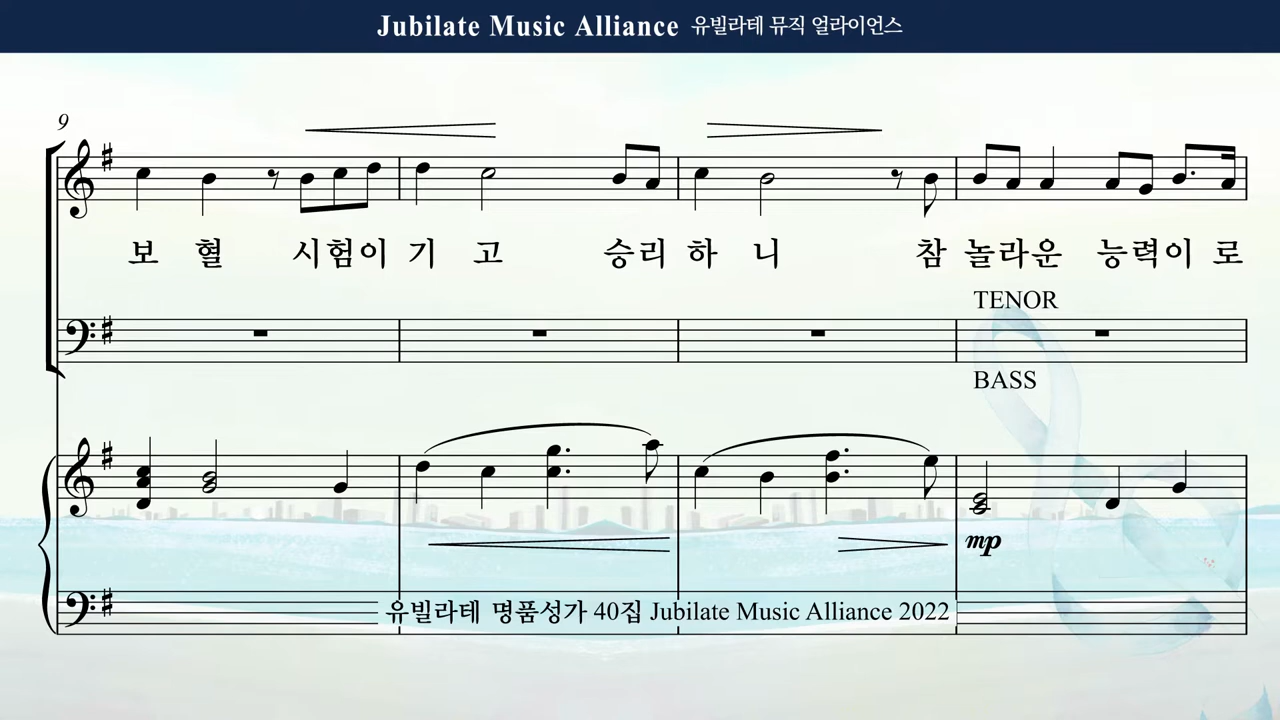 Jubilate Music Alliance 유빌라테 뮤직 얼라이언스
9
보 혈 시험이 기 고 승리 하 니 참 놀라운 능력이 로
TENOR
BASS
mp
유빌라테 명품성가 40집 Jubilate Music Alliance 2022